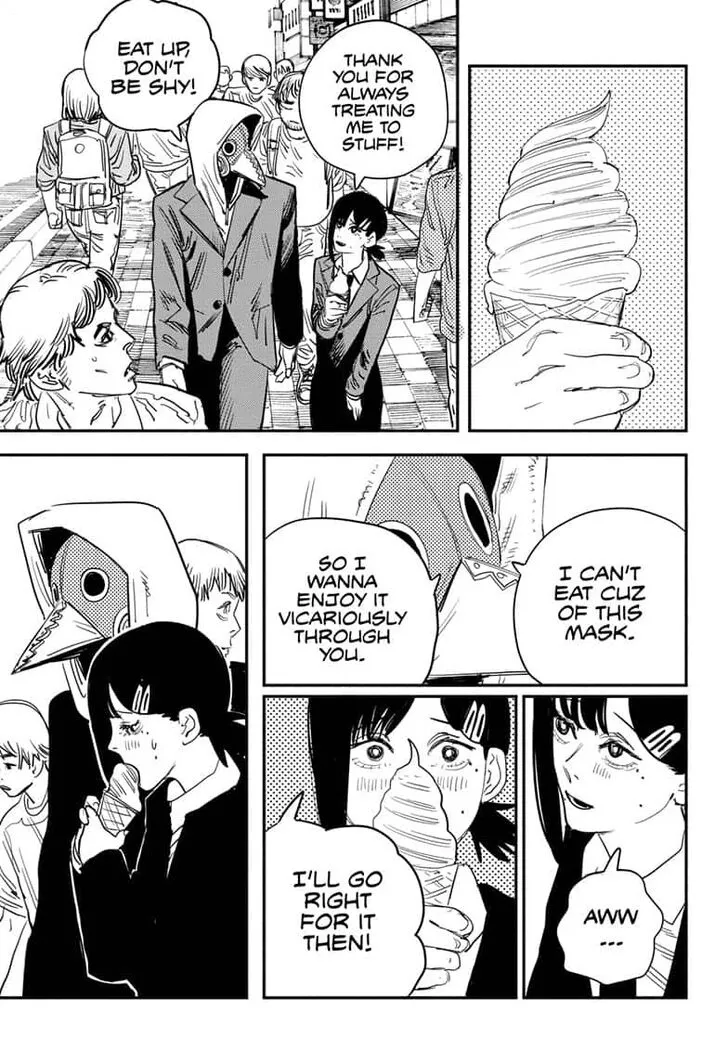 THANK
YOU FOR
ALWAYS
TREATING
ME TO
STUFF!
EAT UP,
DON'T
BE SHY!
I CAN'T
EAT CUZ
OF THIS
MASK.
SO I
WANNA
ENJOY IT
VICARIOUSLY
THROUGH
YOU.
AWW
...
I'LL GO
RIGHT
FOR IT
THEN!